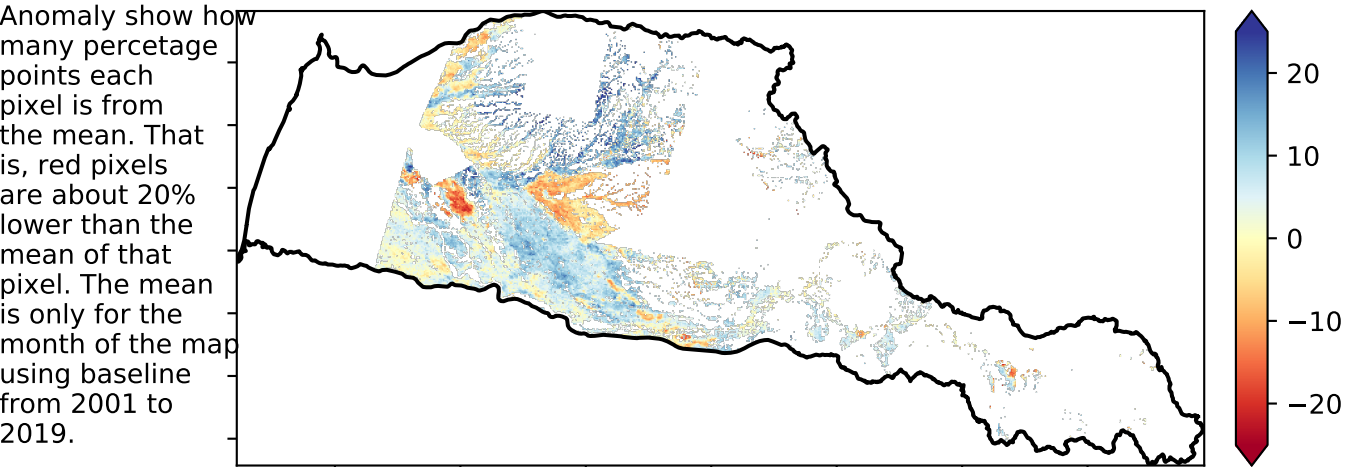 Anomaly show how
many percetage
points each
pixel is from
the mean. That
is, red pixels
are about 20%
lower than the
mean of that
pixel. The mean
is only for the
month of the map
using baseline
from 2001 to
2019.
20
10
0
−10
−20